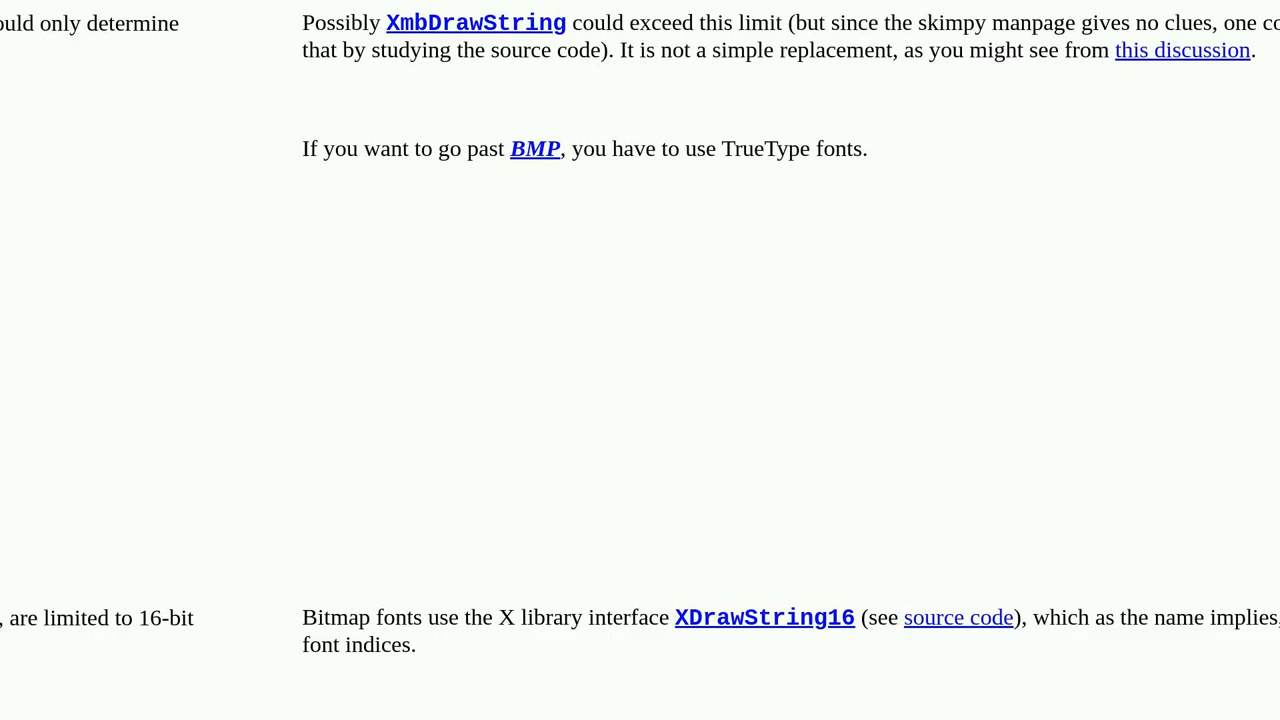 ould only determine
Possibly XmbDrawString could exceed this limit (but since the skimpy manpage gives no clues, one co
that by studying the source code). It is not a simple replacement, as you might see from this discussion.
If you want to go past BMP, you have to use TrueType fonts.
, are limited to 16-bit
Bitmap fonts use the X library interface XDrawString16 (see source code), which as the name implies,
font indices.